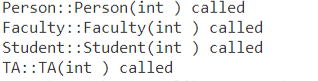 Person::Person(int ) called
Faculty::Faculty(int ) called
Student::Student(int ) called
TA::TA(int ) called